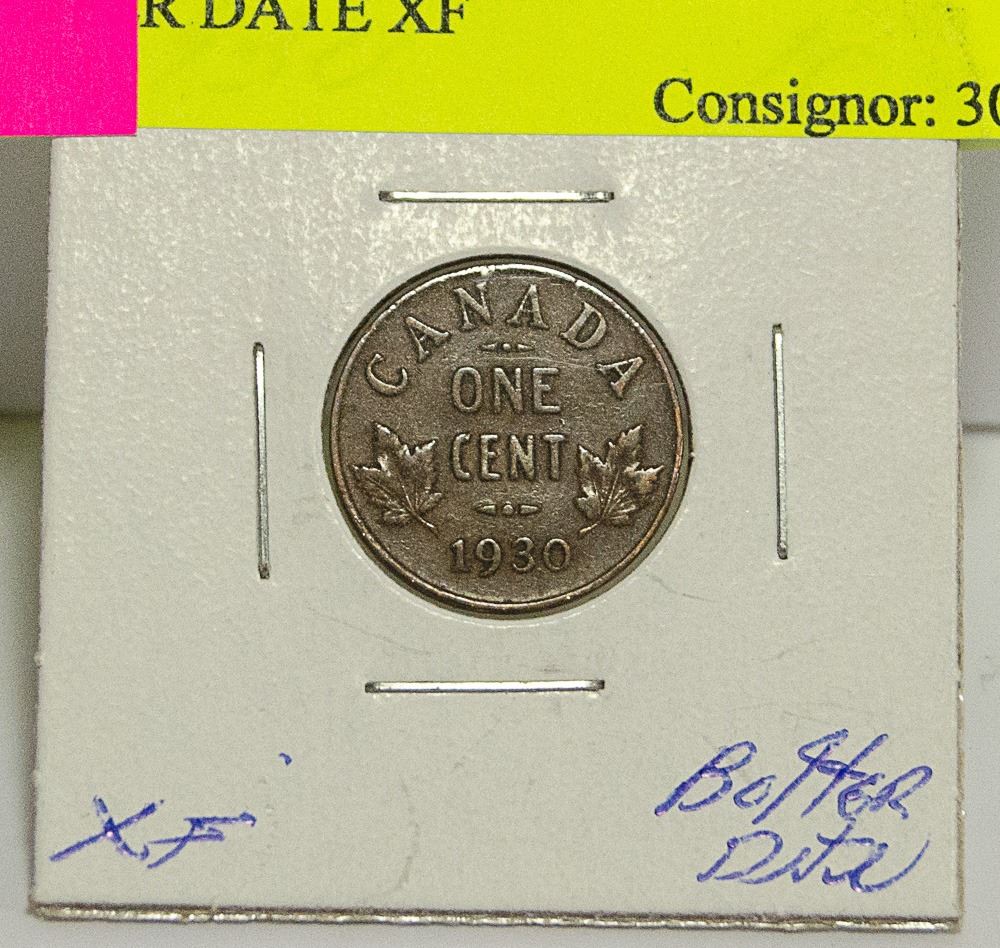 R DATE XF
Consignor: 30
CANADA
ONE
CENT
1930
XF
Better
Date